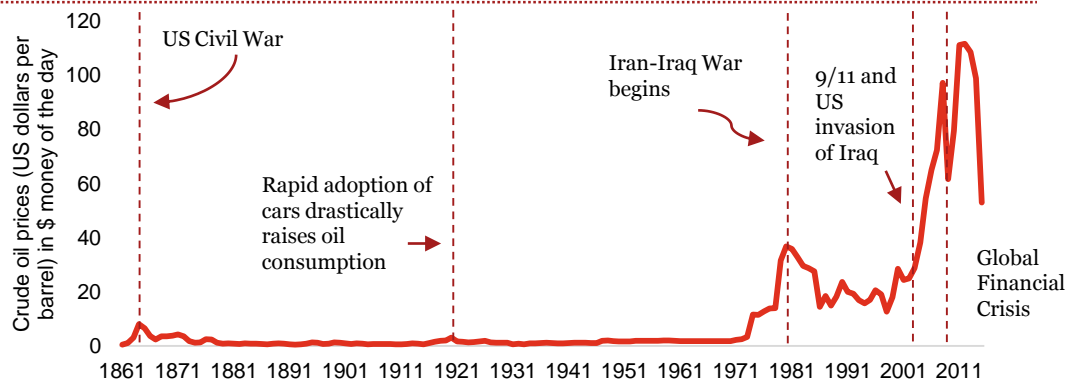 Crude oil prices (US dollars per
barrel) in $ money of the day
120
100
80
60
40
20
0
US Civil War
Rapid adoption of
cars drastically
raises oil
consumption
Iran-Iraq War
begins
9/11 and
US
invasion
of Iraq
Global
Financial
Crisis
1861 1871 1881 1891 1901 1911 1921 1931 1941 1951 1961 1971 1981 1991 2001 2011